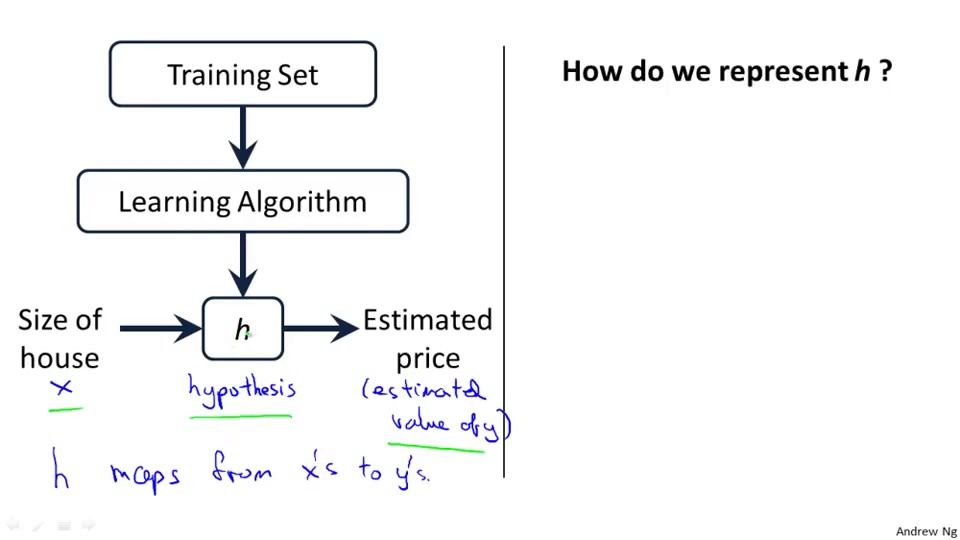 Training Set
Learning Algorithm
Size of
house
h
Estimated
price
x
hypothesis
(estimated
value of y)
h maps from x's to y's.
How do we represent h ?
Andrew Ng